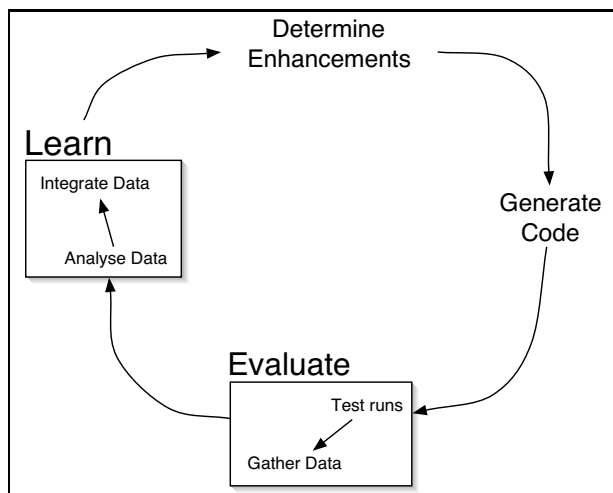 Determine
Enhancements
Learn
Integrate Data
Analyse Data
Generate
Code
Evaluate
Test runs
Gather Data